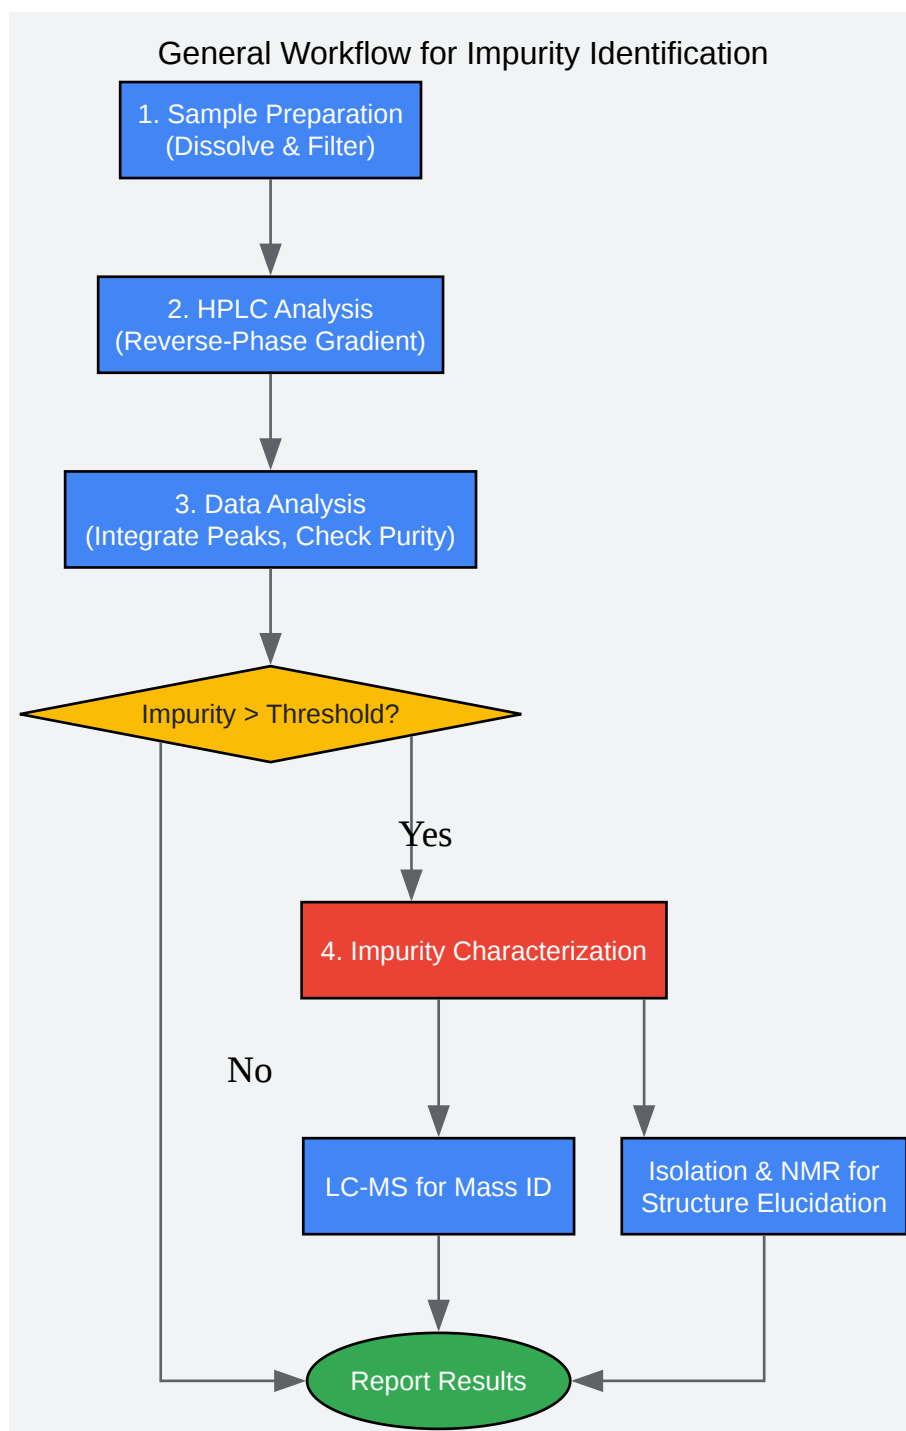 General Workflow for Impurity Identification
1. Sample Preparation
(Dissolve & Filter)
2. HPLC Analysis
(Reverse-Phase Gradient)
3. Data Analysis
(Integrate Peaks, Check Purity)
Impurity > Threshold?
Yes
4. Impurity Characterization
No
LC-MS for Mass ID
Isolation & NMR for
Structure Elucidation
Report Results